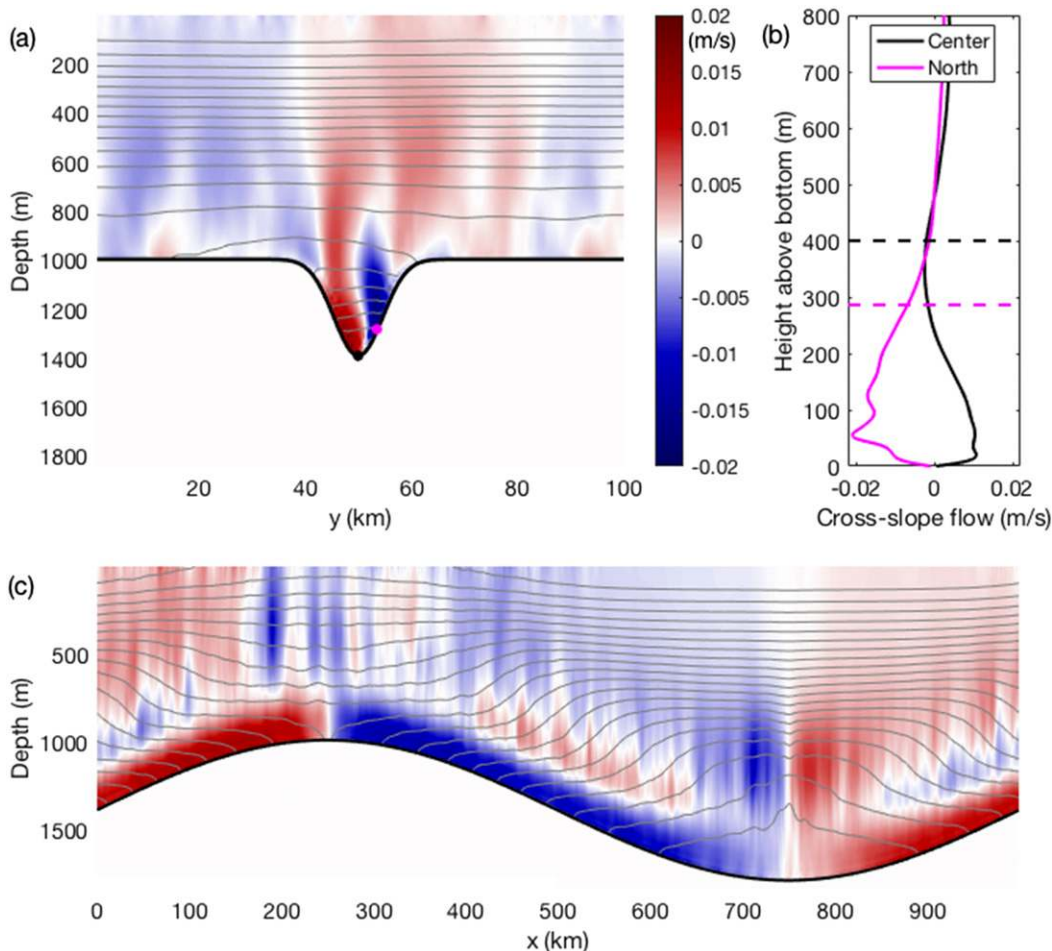 (a)
Depth (m)
200
400
600
800
1000
1200
1400
1600
1800
20 40 60 80 100
y (km)
0.02
(m/s)
0.015
0.01
0.005
0
-0.005
-0.01
-0.015
-0.02
(b)
Center
North
Height above bottom (m)
800
700
600
500
400
300
200
100
0
-0.02 0 0.02
Cross-slope flow (m/s)
(c)
Depth (m)
500
1000
1500
0 100 200 300 400 500 600 700 800 900
x (km)